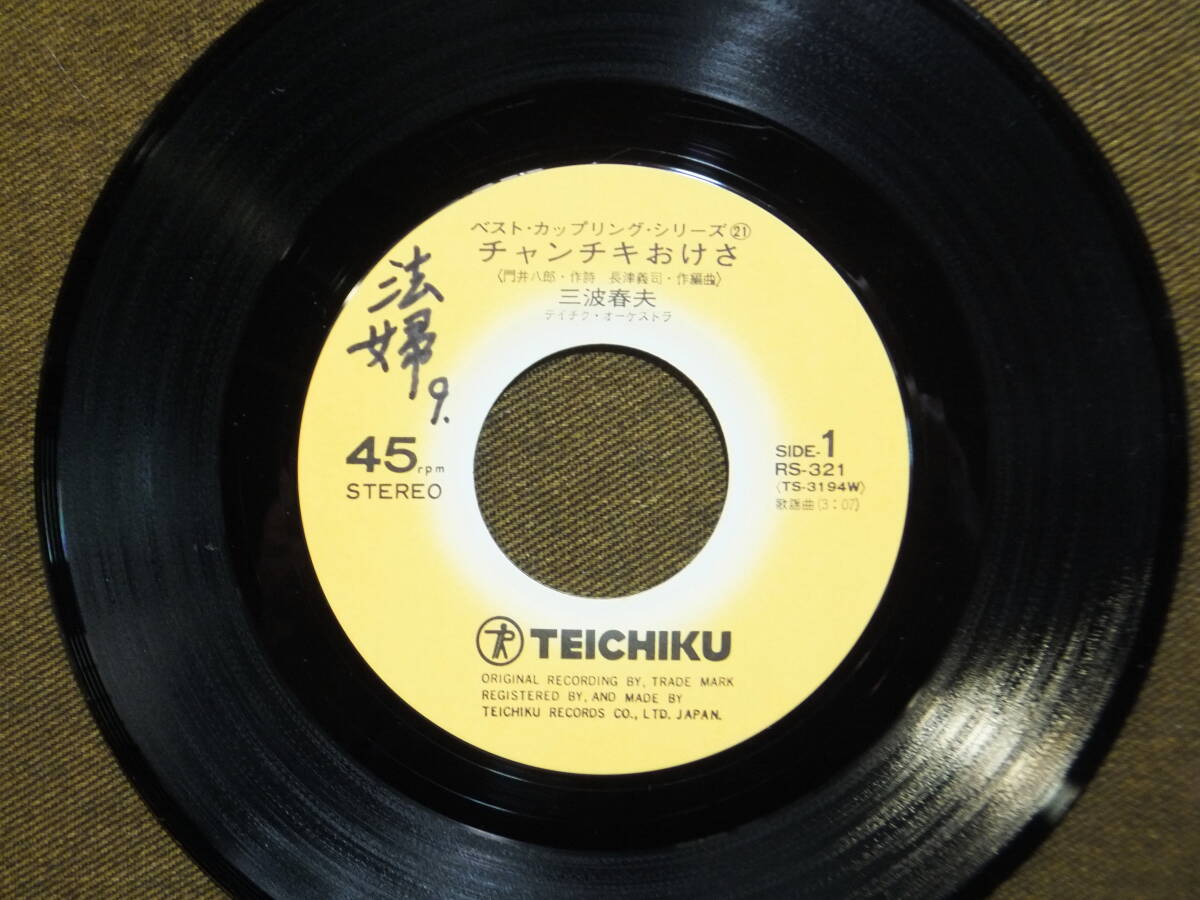 ベスト・カップリング・シリーズ㉑
チャンチキおけさ
〈門井八郎・作詩 長津義司・作編曲〉
三波春夫
テイチク・オーケストラ
法
婦
9.
45rpm
STEREO
SIDE-1
RS-321
〈TS-3194W〉
歌謡曲(3:07)
TEICHIKU
ORIGINAL RECORDING BY, TRADE MARK
REGISTERED BY, AND MADE BY
TEICHIKU RECORDS CO., LTD. JAPAN.